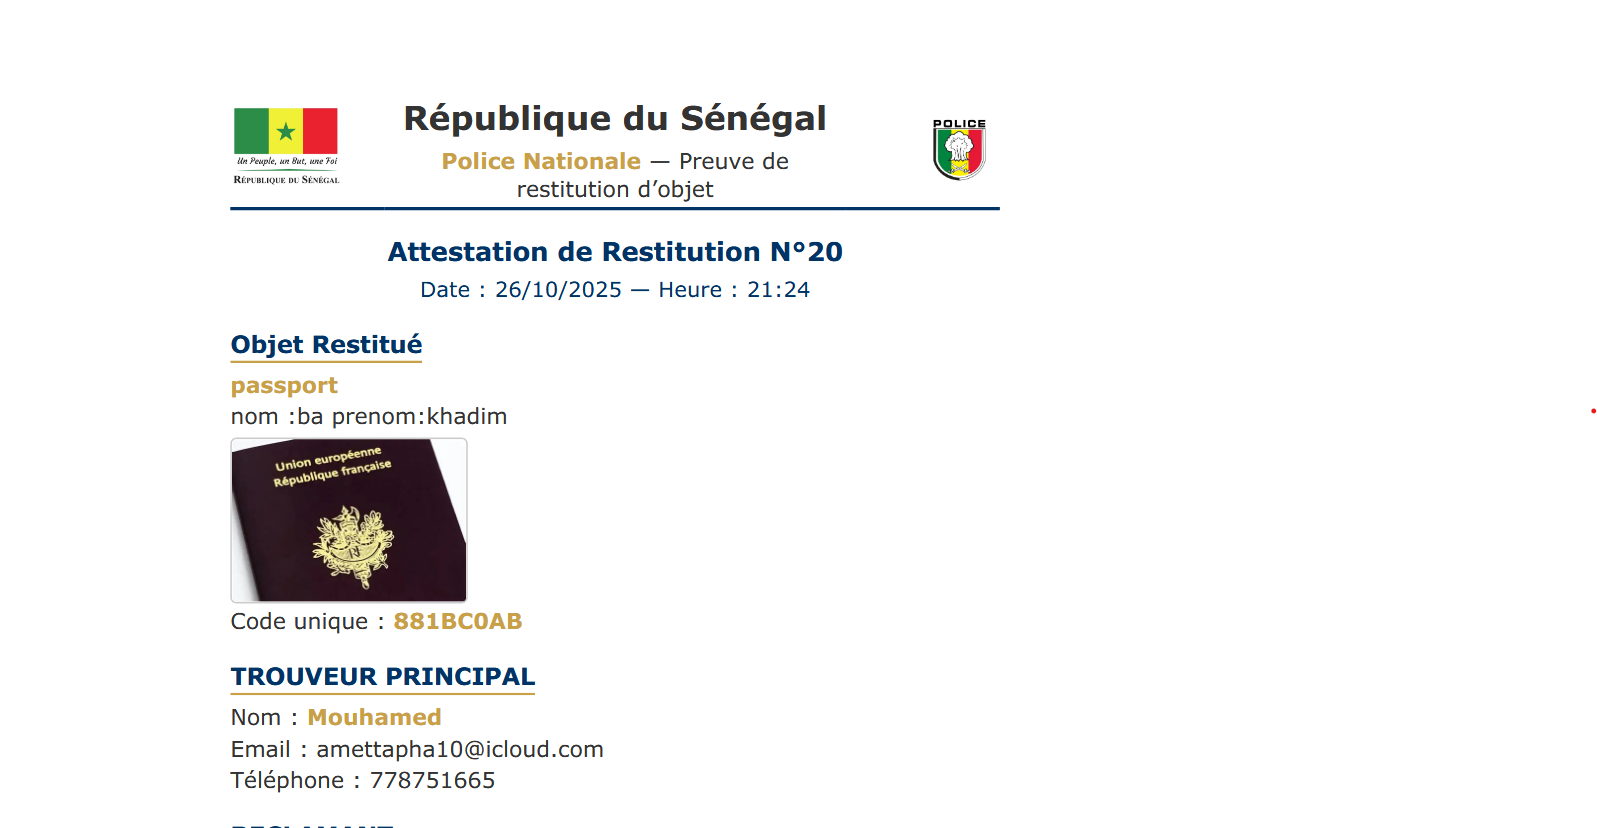 Un Peuple, un But, une Foi
RÉPUBLIQUE DU SÉNÉGAL
République du Sénégal
Police Nationale — Preuve de
restitution d’objet
POLICE
Attestation de Restitution N°20
Date : 26/10/2025 — Heure : 21:24
Objet Restitué
passport
nom :ba prenom:khadim
Union européenne
République française
RF
Code unique : 881BC0AB
TROUVEUR PRINCIPAL
Nom : Mouhamed
Email : amettapha10@icloud.com
Téléphone : 778751665
RECLAMANT